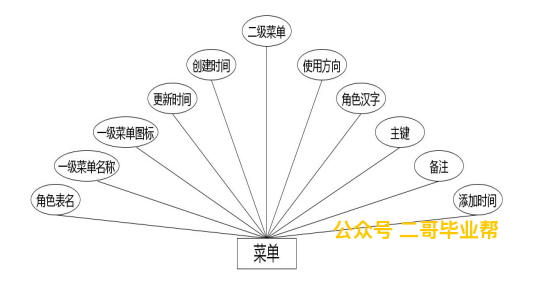 二级菜单
创建时间
使用方向
更新时间
角色汉字
一级菜单图标
主键
一级菜单名称
备注
角色表名
添加时间
公众号 二哥毕业帮
菜单